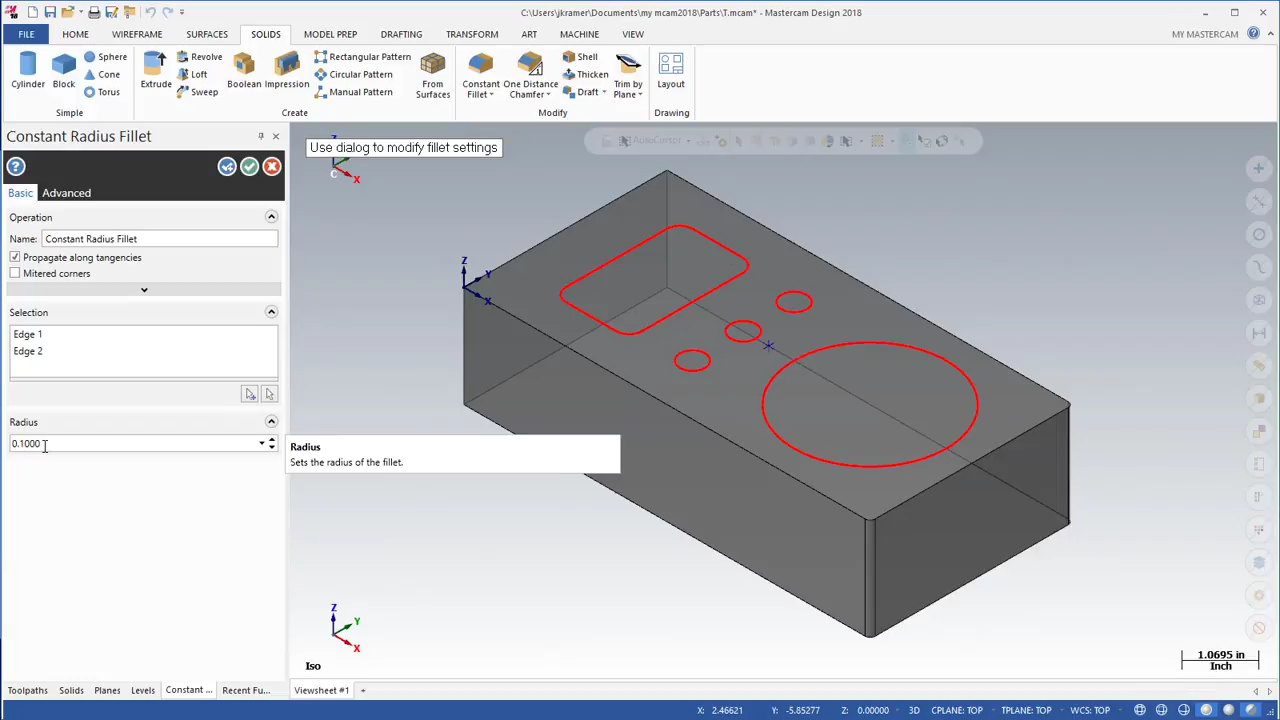 C:\Users\jkramer\Documents\my mcam2018\Parts\T.mcam* - Mastercam Design 2018
FILE HOME WIREFRAME SURFACES SOLIDS MODEL PREP DRAFTING TRANSFORM ART MACHINE VIEW MY MASTERCAM
Cylinder
Block
Sphere
Cone
Torus
Simple
Extrude
Revolve
Loft
Sweep
Boolean
Impression
Rectangular Pattern
Circular Pattern
Manual Pattern
From
Surfaces
Create
Constant
Fillet
One Distance
Chamfer
Shell
Thicken
Draft
Trim by
Plane
Modify
Layout
Drawing
Constant Radius Fillet
Basic Advanced
Operation
Name: Constant Radius Fillet
Propagate along tangencies
Mitered corners
Selection
Edge 1
Edge 2
Radius
0.1000
Radius
Sets the radius of the fillet.
Use dialog to modify fillet settings
AutoCursor
Z
C
X
Z
Y
X
Z
Y
X
Iso
1.0695 in
Inch
Toolpaths Solids Planes Levels Constant ... Recent Fu... Viewsheet #1 +
X: 2.46621 Y: -5.85277 Z: 0.00000 3D CPLANE: TOP TPLANE: TOP WCS: TOP